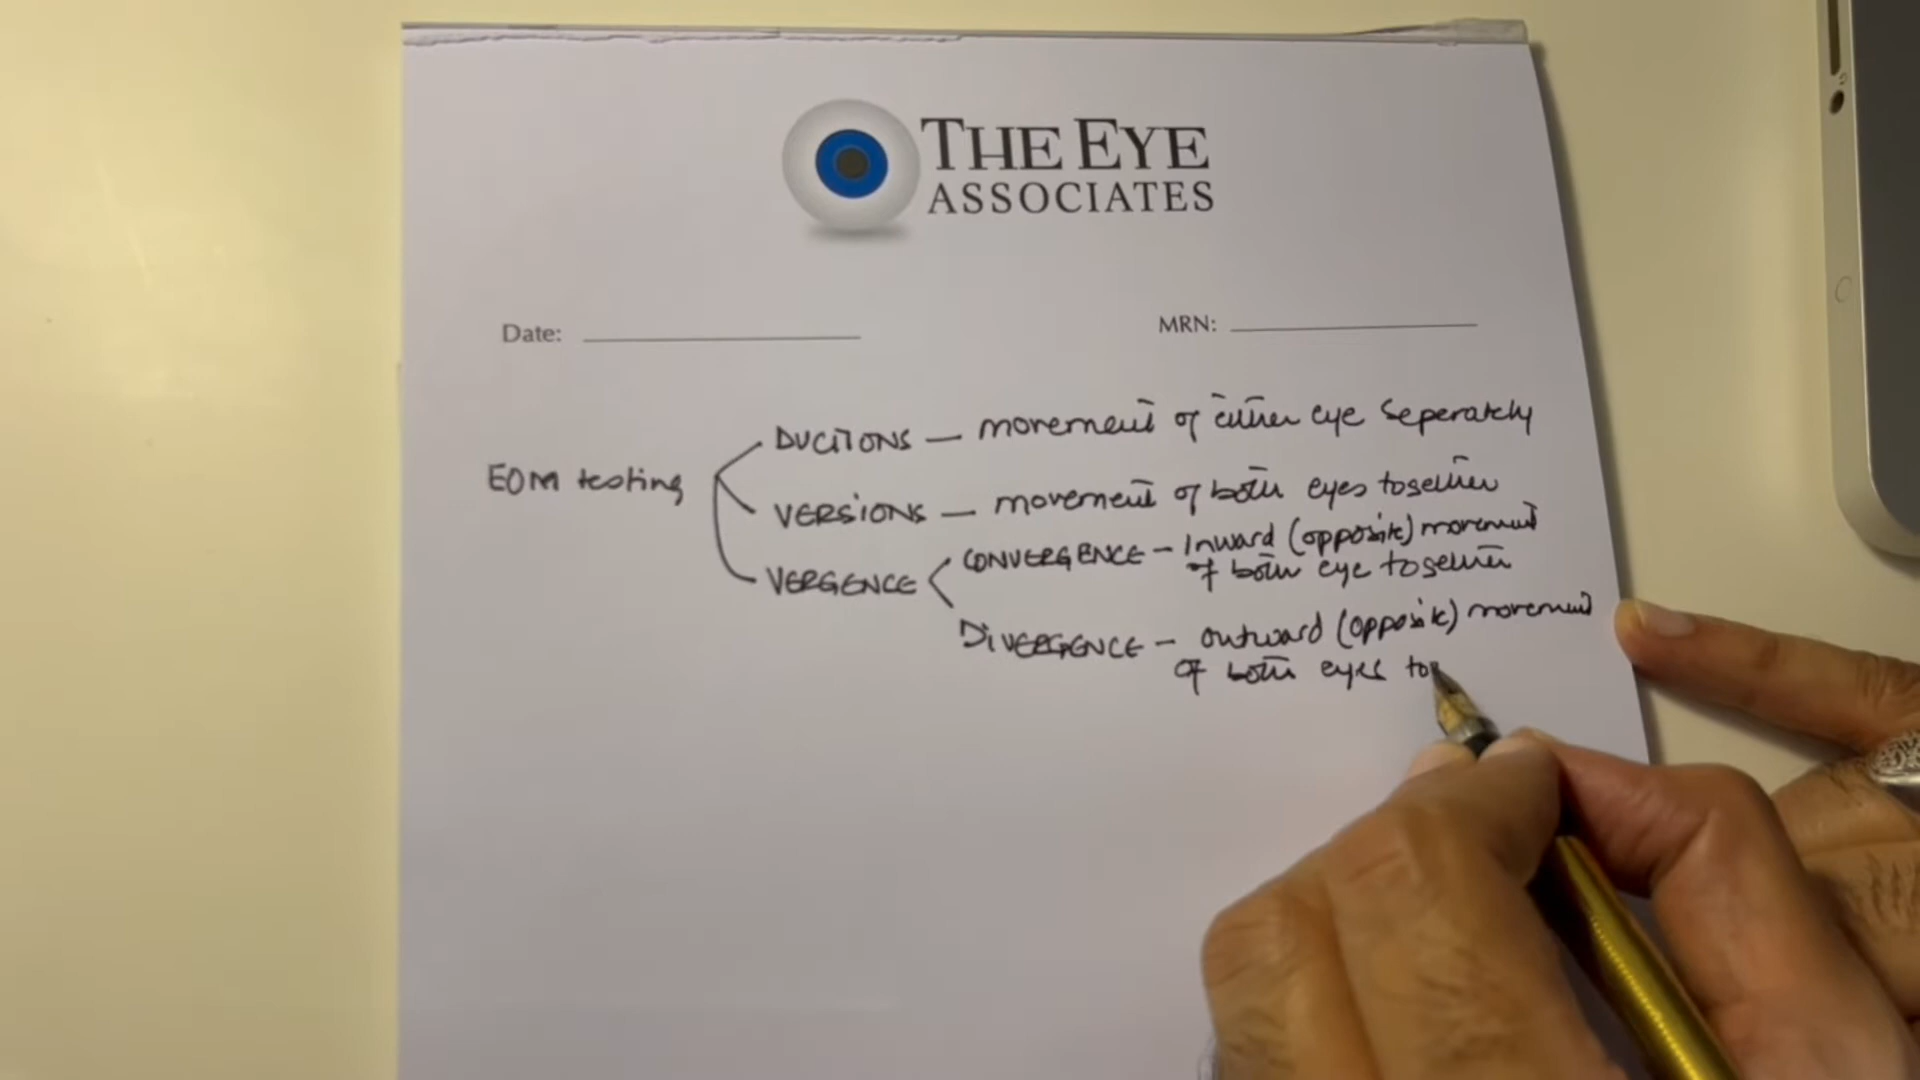 THE EYE
ASSOCIATES
Date:
MRN:
EOM testing
DUCTIONS — movement of either eye seperately
VERSIONS — movement of both eyes together
VERGENCE
CONVERGENCE - Inward (opposite) movement
of both eye together
DIVERGENCE - outward (opposite) movement
of both eyes to